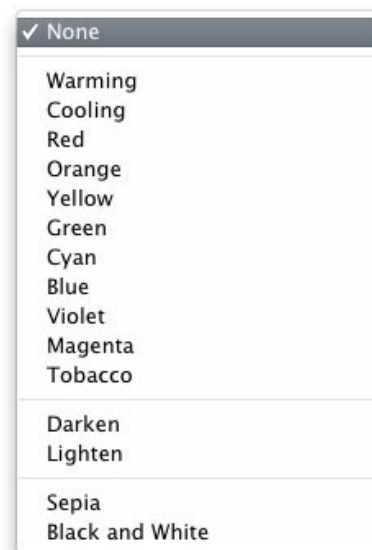 ✓ None
Warming
Cooling
Red
Orange
Yellow
Green
Cyan
Blue
Violet
Magenta
Tobacco
Darken
Lighten
Sepia
Black and White